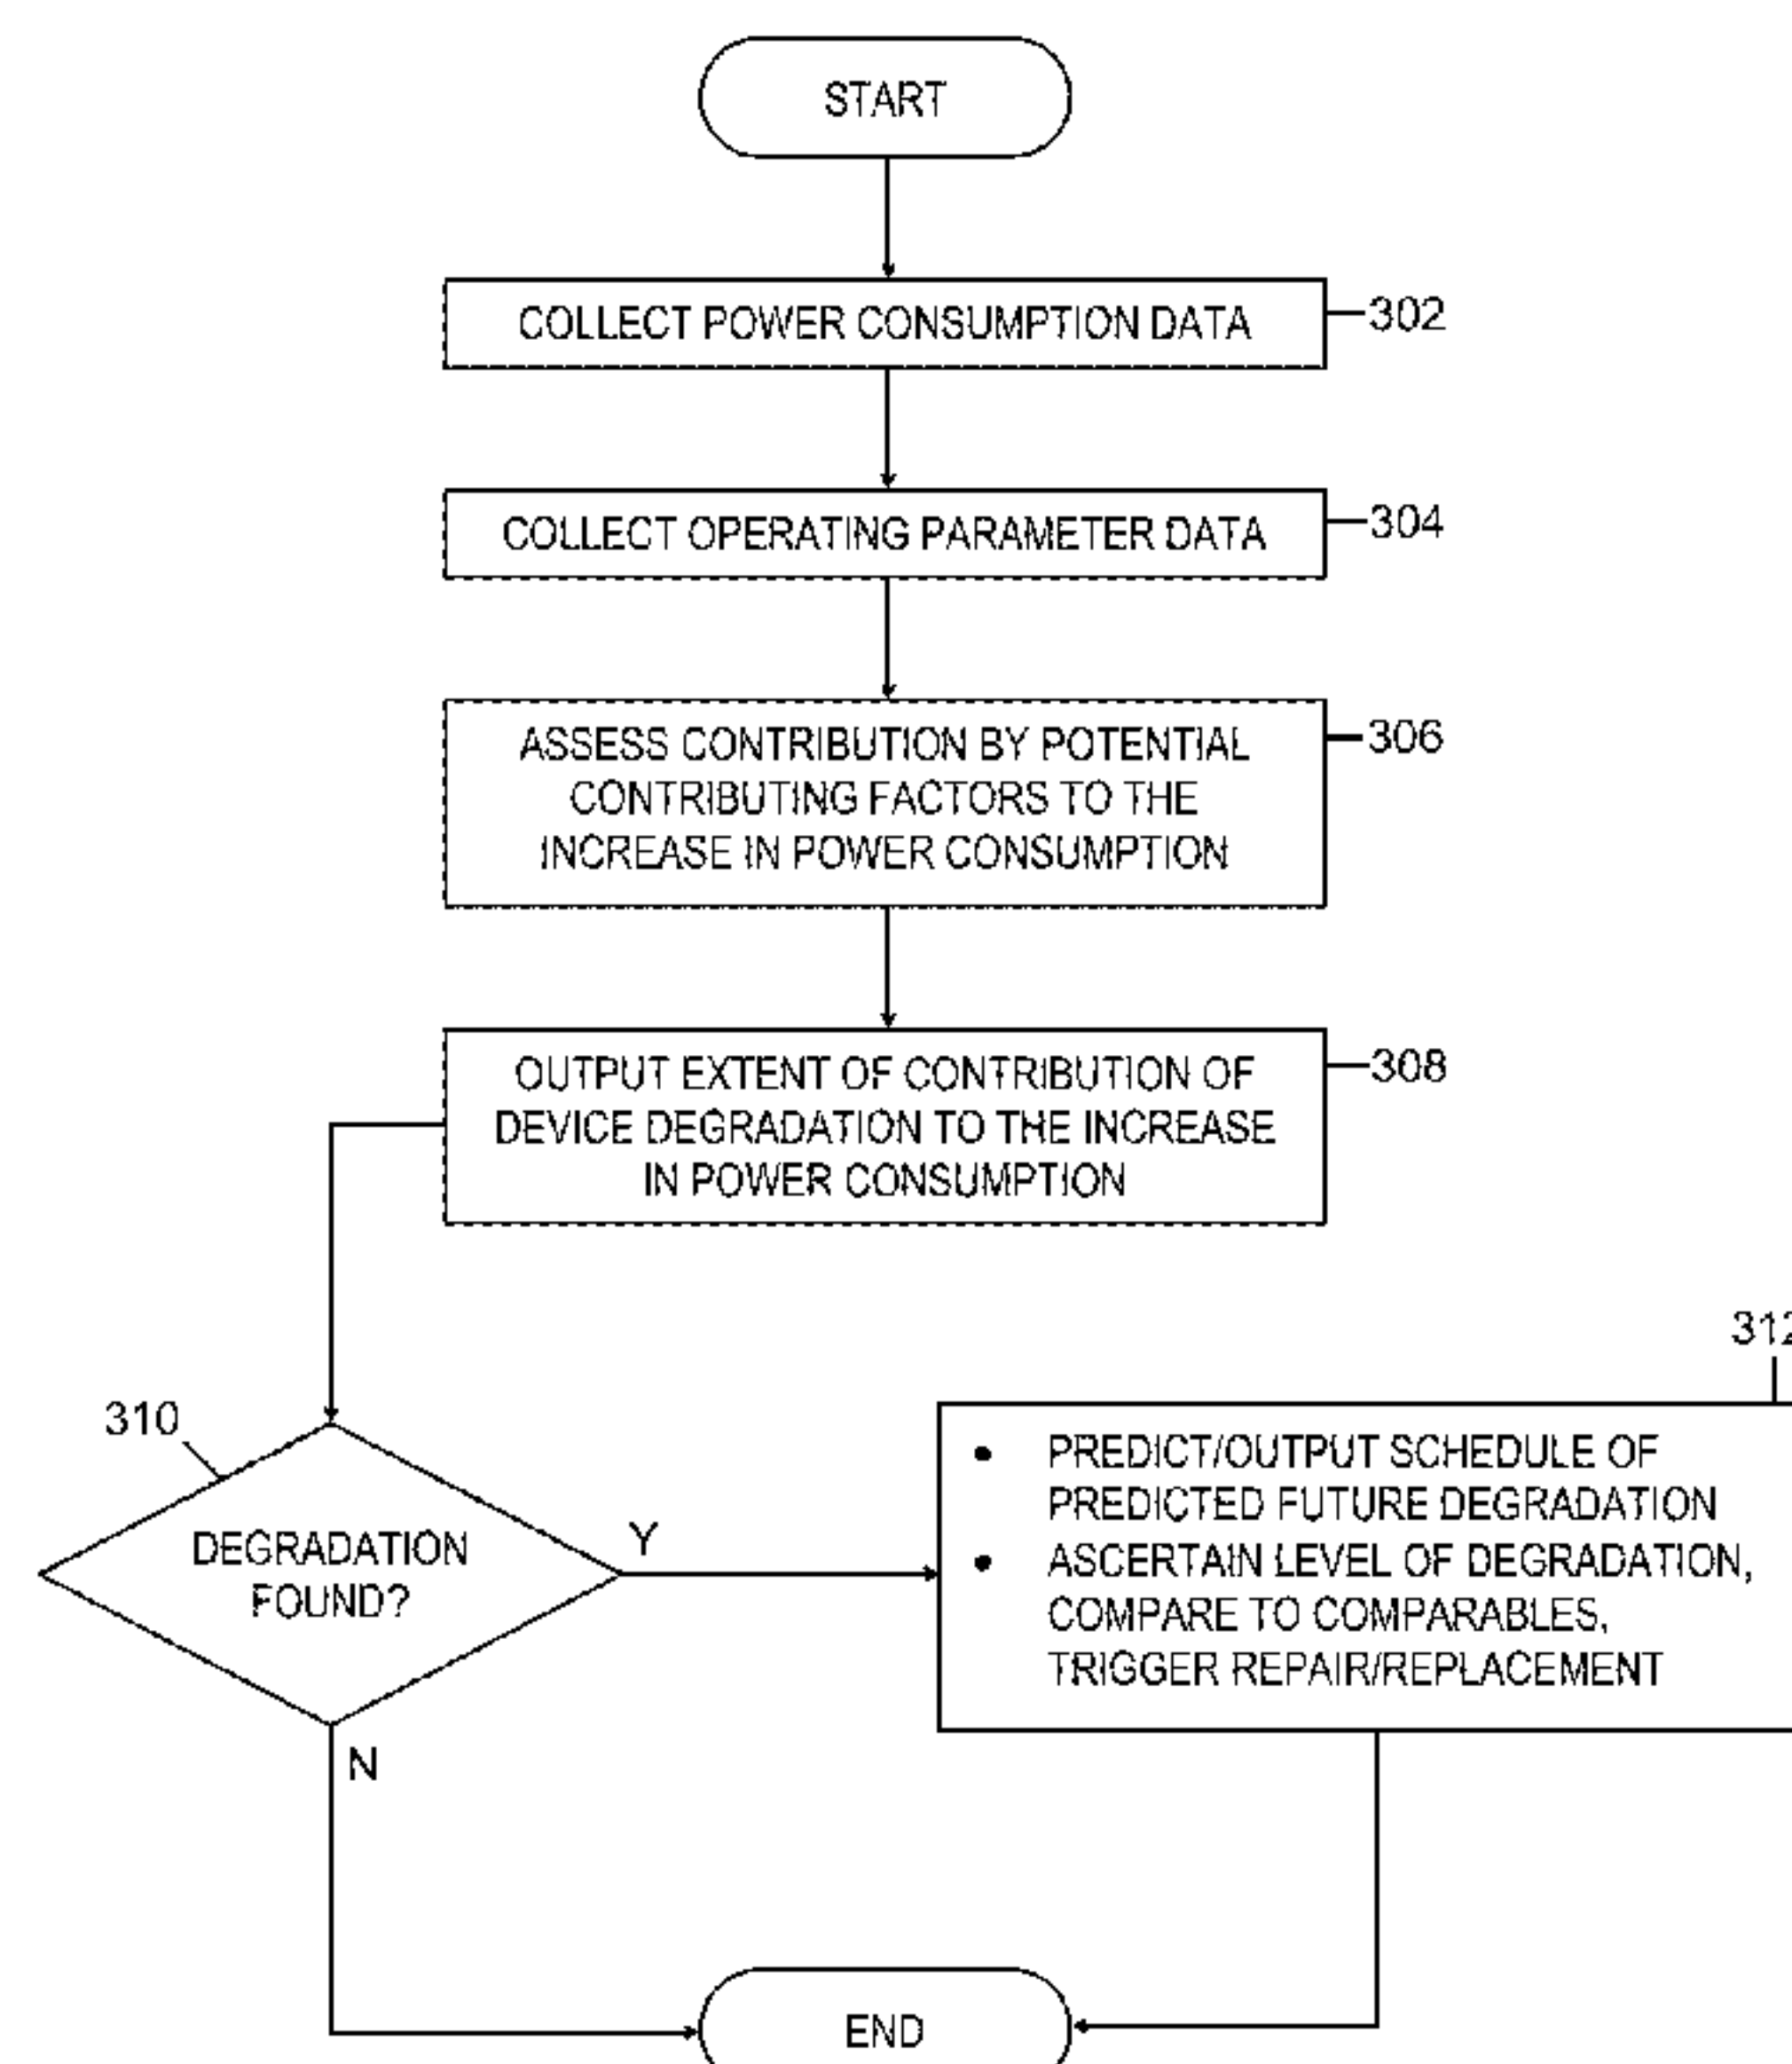 START
COLLECT POWER CONSUMPTION DATA
302
COLLECT OPERATING PARAMETER DATA
304
ASSESS CONTRIBUTION BY POTENTIAL
CONTRIBUTING FACTORS TO THE
INCREASE IN POWER CONSUMPTION
306
OUTPUT EXTENT OF CONTRIBUTION OF
DEVICE DEGRADATION TO THE INCREASE
IN POWER CONSUMPTION
308
310
DEGRADATION
FOUND?
Y
N
312
• PREDICT/OUTPUT SCHEDULE OF
PREDICTED FUTURE DEGRADATION
• ASCERTAIN LEVEL OF DEGRADATION,
COMPARE TO COMPARABLES,
TRIGGER REPAIR/REPLACEMENT
END